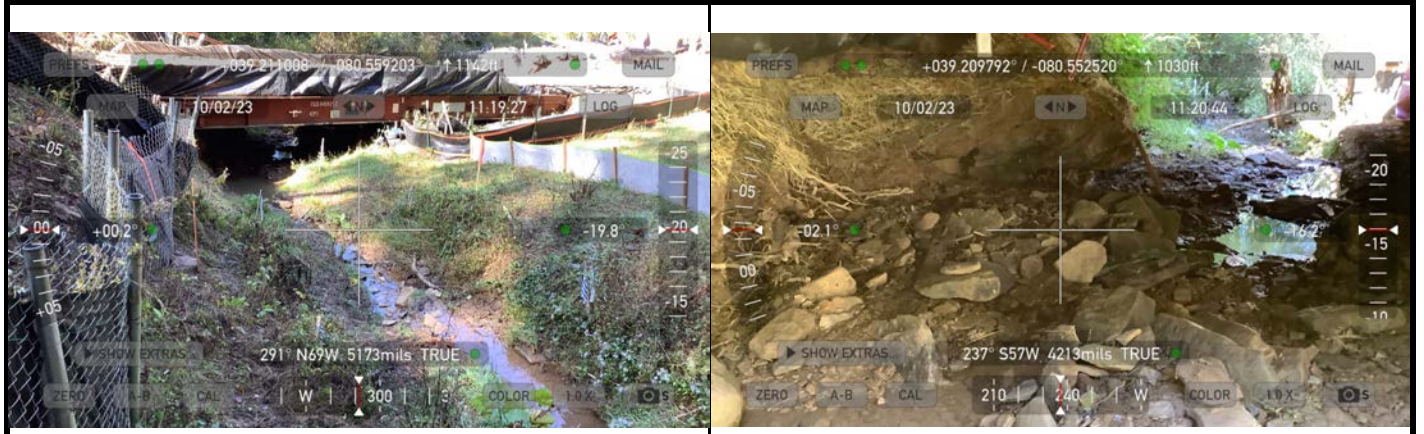 PREFS +039.211008 / -080.559203° ↑ 1142ft MAIL
MAP 10/02/23 ◀N▶ 11.19.27 LOG
-05
00
+05
+00.2°
-25
-20
-15
-19.8
▶ SHOW EXTRAS
291° N69W 5173mils TRUE
ZERO A-B CAL
W 300 3
COLOR 1.0 X S
PREFS +039.209792° / -080.552520 ↑ 1030ft MAIL
MAP 10/02/23 ◀N▶ 11.20.44 LOG
-05
00
-02.1°
-20
-15
-10
-16.2°
▶ SHOW EXTRAS
237° S57W 4213mils TRUE
ZERO A-B CAL
210 240 W
COLOR 1.0 X S